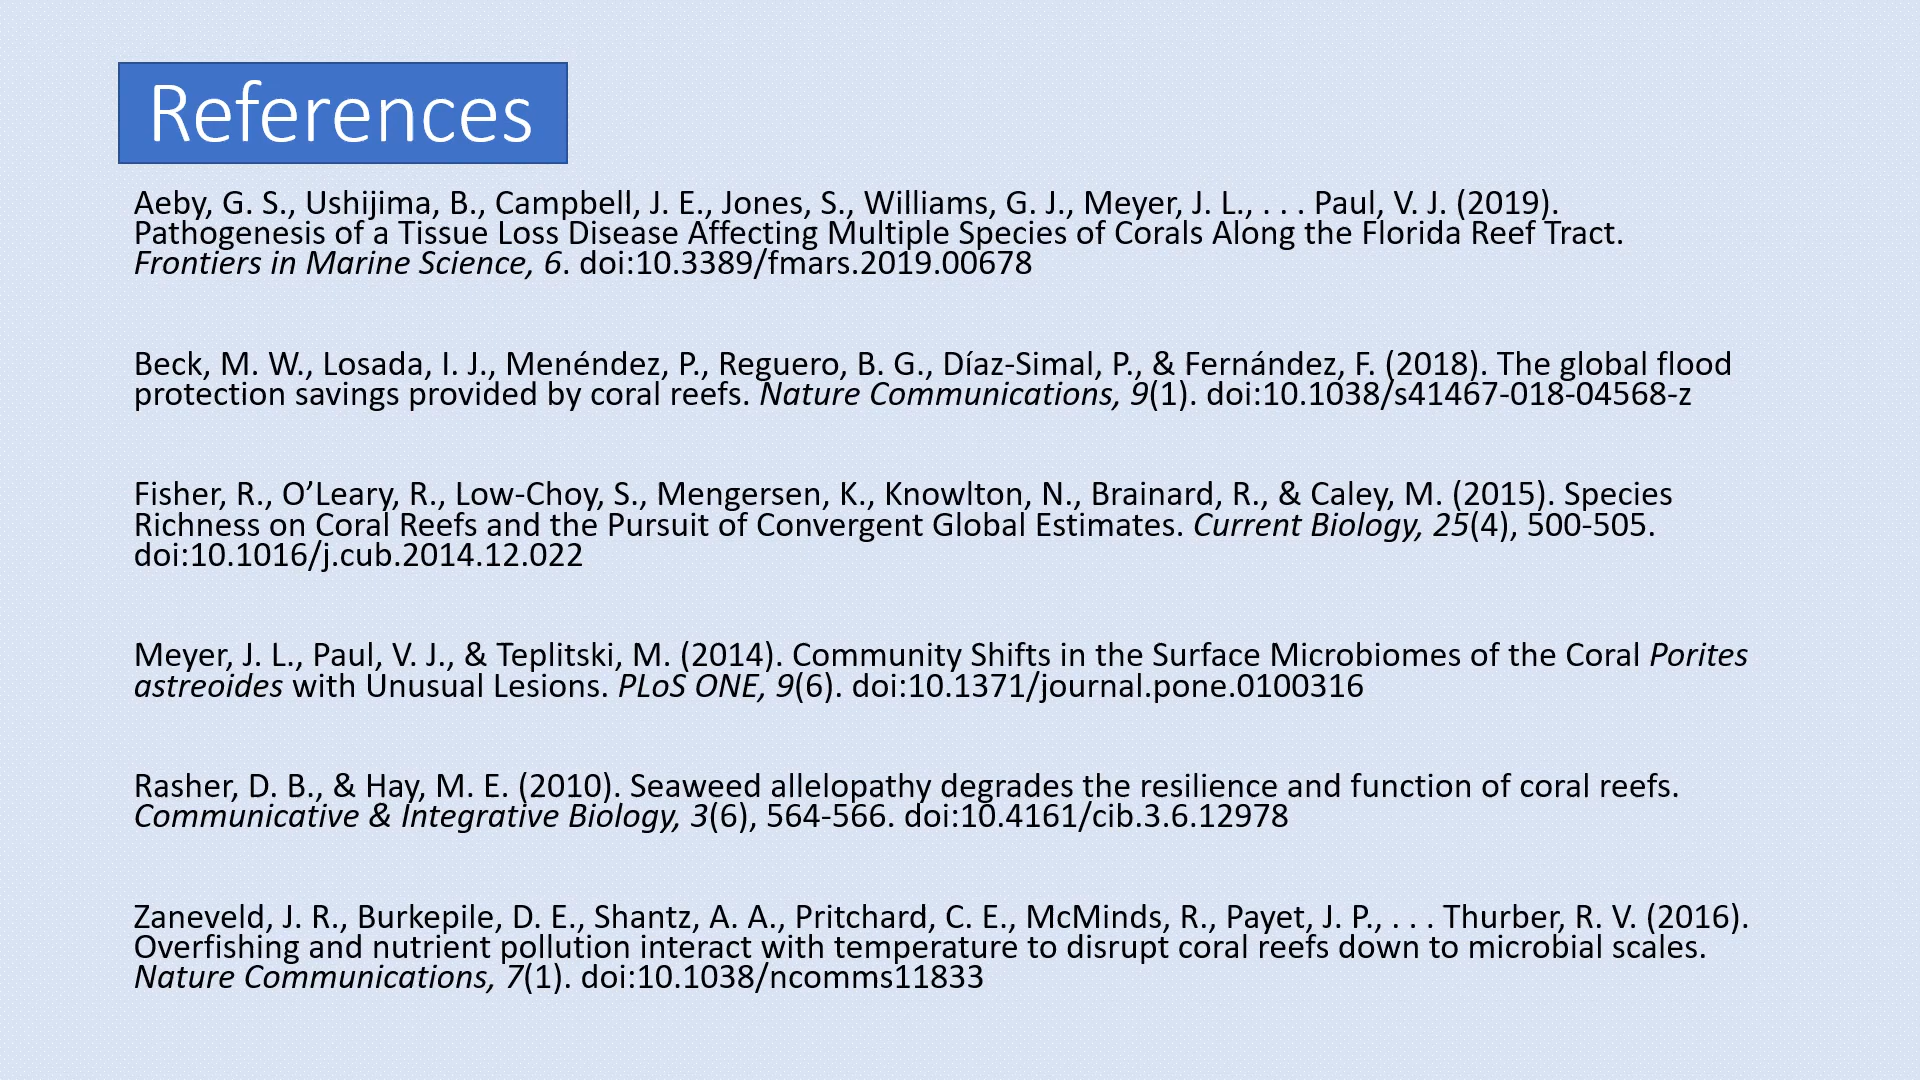 References
Aeby, G. S., Ushijima, B., Campbell, J. E., Jones, S., Williams, G. J., Meyer, J. L., . . . Paul, V. J. (2019).
Pathogenesis of a Tissue Loss Disease Affecting Multiple Species of Corals Along the Florida Reef Tract.
Frontiers in Marine Science, 6. doi:10.3389/fmars.2019.00678
Beck, M. W., Losada, I. J., Menéndez, P., Reguero, B. G., Díaz-Simal, P., & Fernández, F. (2018). The global flood
protection savings provided by coral reefs. Nature Communications, 9(1). doi:10.1038/s41467-018-04568-z
Fisher, R., O’Leary, R., Low-Choy, S., Mengersen, K., Knowlton, N., Brainard, R., & Caley, M. (2015). Species
Richness on Coral Reefs and the Pursuit of Convergent Global Estimates. Current Biology, 25(4), 500-505.
doi:10.1016/j.cub.2014.12.022
Meyer, J. L., Paul, V. J., & Teplitski, M. (2014). Community Shifts in the Surface Microbiomes of the Coral Porites
astreoides with Unusual Lesions. PLoS ONE, 9(6). doi:10.1371/journal.pone.0100316
Rasher, D. B., & Hay, M. E. (2010). Seaweed allelopathy degrades the resilience and function of coral reefs.
Communicative & Integrative Biology, 3(6), 564-566. doi:10.4161/cib.3.6.12978
Zaneveld, J. R., Burkepile, D. E., Shantz, A. A., Pritchard, C. E., McMinds, R., Payet, J. P., . . . Thurber, R. V. (2016).
Overfishing and nutrient pollution interact with temperature to disrupt coral reefs down to microbial scales.
Nature Communications, 7(1). doi:10.1038/ncomms11833